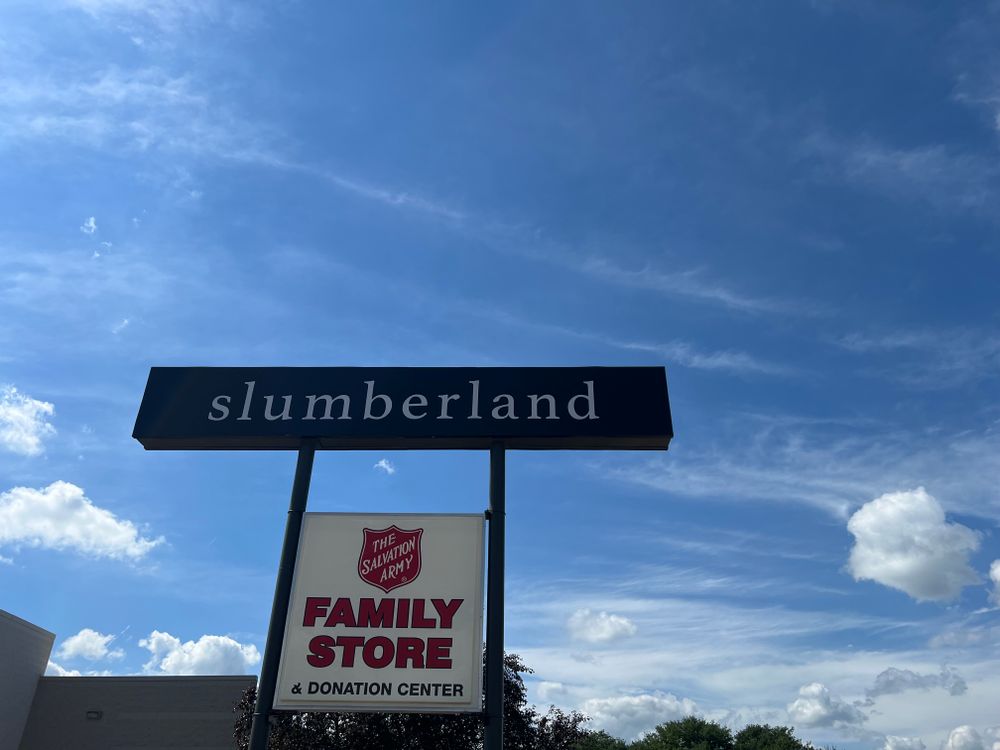 slumberland
THE
SALVATION
ARMY
FAMILY
STORE
& DONATION CENTER